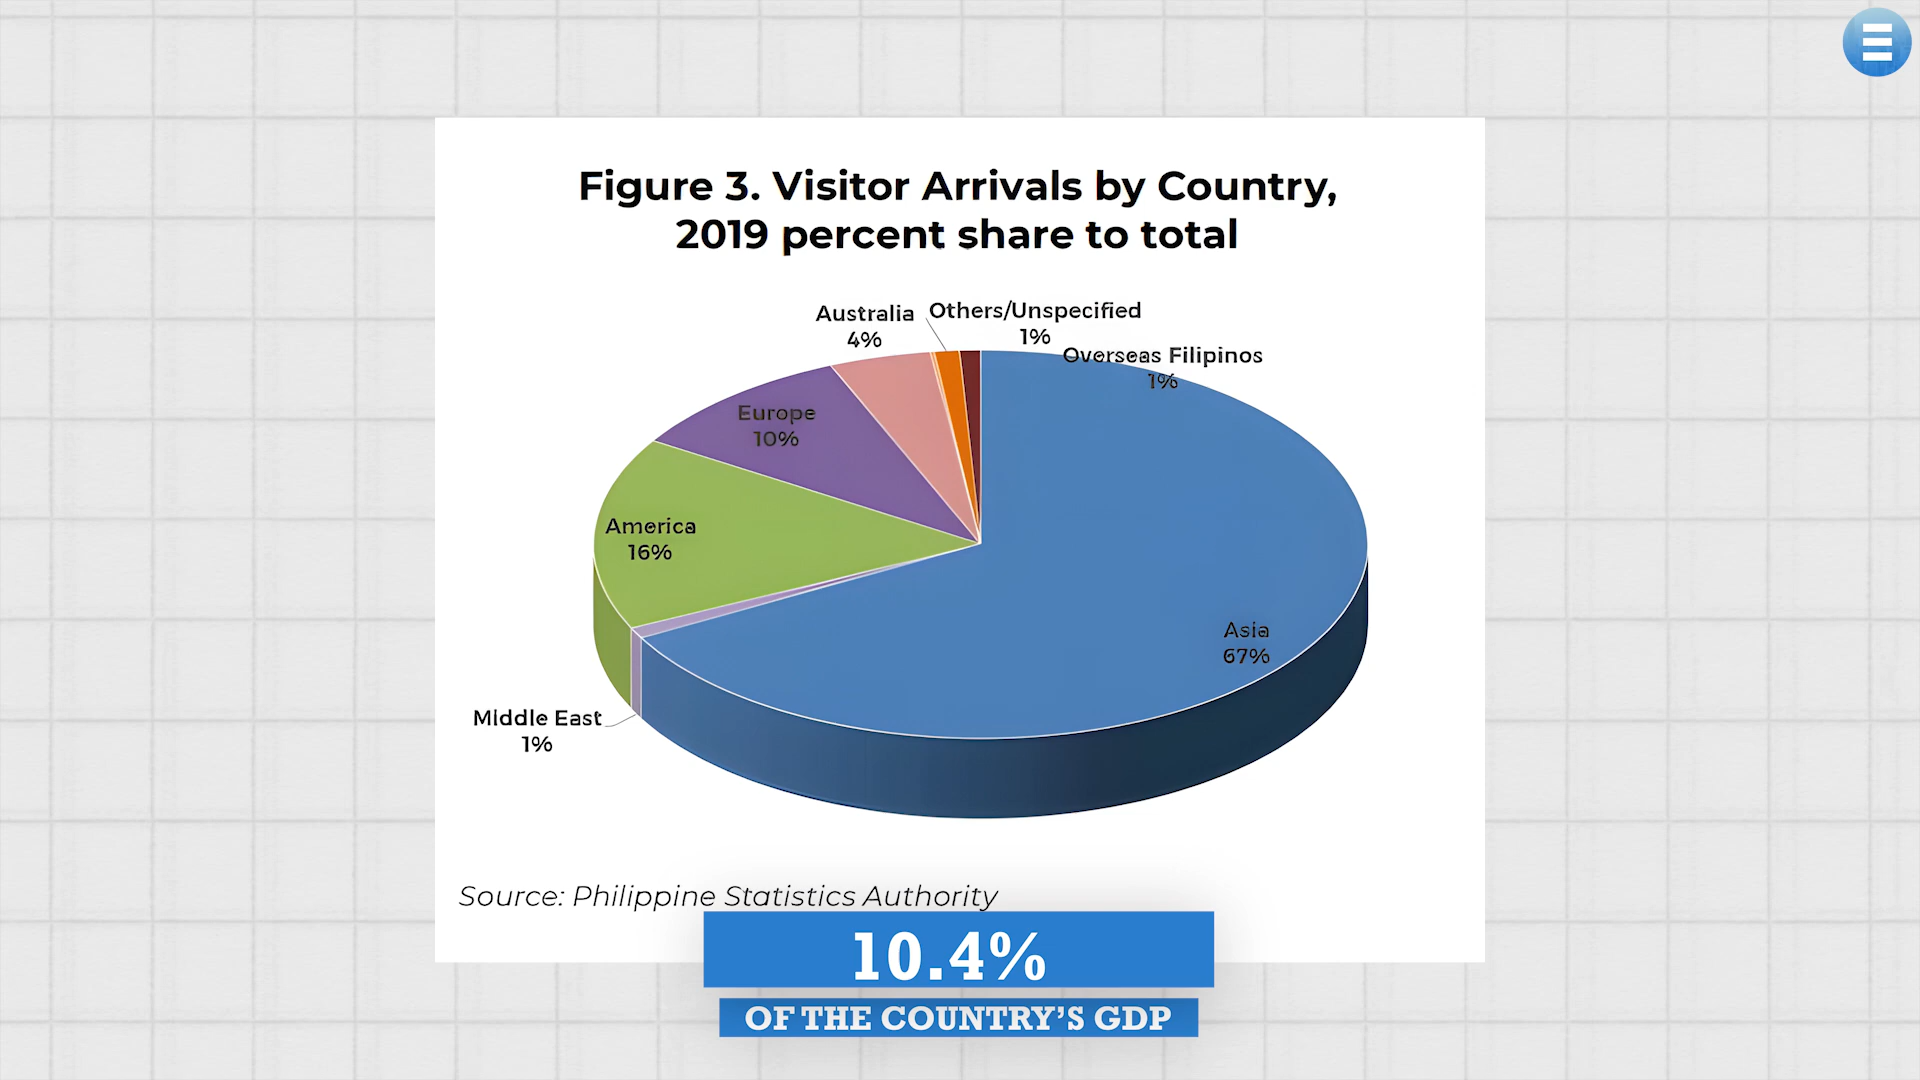 Figure 3. Visitor Arrivals by Country,
2019 percent share to total
Australia
4%
Others/Unspecified
1%
Overseas Filipinos
1%
Europe
10%
America
16%
Asia
67%
Middle East
1%
Source: Philippine Statistics Authority
10.4%
OF THE COUNTRY’S GDP